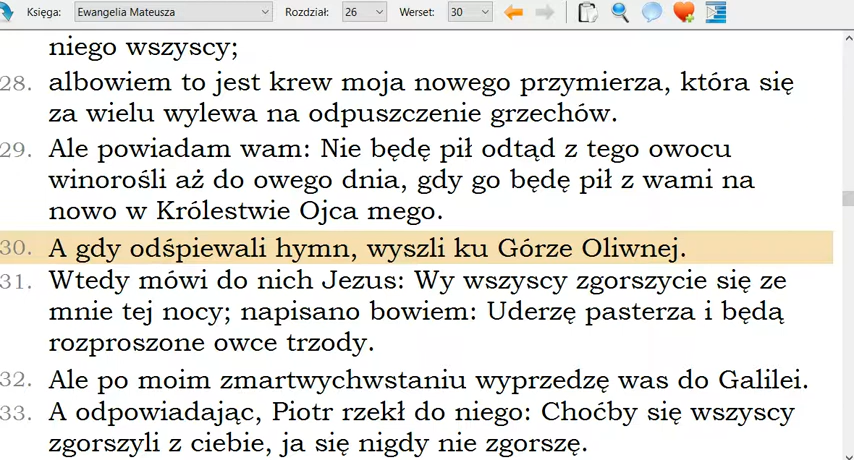 Księga: Ewangelia Mateusza Rozdział: 26 Werset: 30
niego wszyscy;
28. albowiem to jest krew moja nowego przymierza, która się
za wielu wylewa na odpuszczenie grzechów.
29. Ale powiadam wam: Nie będę pił odtąd z tego owocu
winorośli aż do owego dnia, gdy go będę pił z wami na
nowo w Królestwie Ojca mego.
30. A gdy odśpiewali hymn, wyszli ku Górze Oliwnej.
31. Wtedy mówi do nich Jezus: Wy wszyscy zgorszycie się ze
mnie tej nocy; napisano bowiem: Uderzę pasterza i będą
rozproszone owce trzody.
32. Ale po moim zmartwychwstaniu wyprzedzę was do Galilei.
33. A odpowiadając, Piotr rzekł do niego: Choćby się wszyscy
zgorszyli z ciebie, ja się nigdy nie zgorszę.